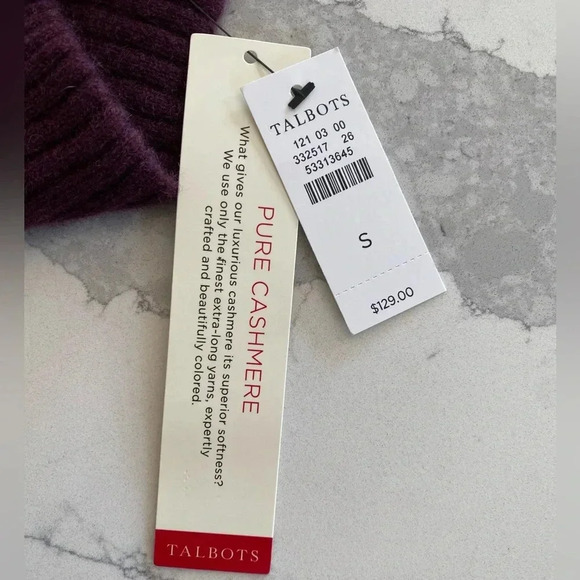 PURE CASHMERE
What gives our luxurious cashmere its superior softness?
We use only the finest extra-long yarns, expertly
crafted and beautifully colored.
TALBOTS
TALBOTS
121 03 00
332517 26
53313645
S
$129.00